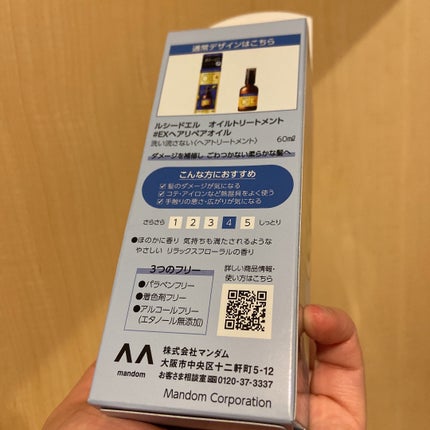 通常デザインはこちら
ルシードエル オイルトリートメント
#EXヘアリペアオイル 60mℓ
洗い流さない〈ヘアトリートメント〉
ダメージを補修し ごわつかない柔らかな髪へ
こんな方におすすめ
髪のダメージが気になる
コテ・アイロンなど熱器具をよく使う
手触りの悪さ・広がりが気になる
さらさら 1 2 3 4 5 しっとり
●ほのかに香り 気持ちも満たされるような
やさしい リラックスフローラルの香り
3つのフリー
●パラベンフリー
●着色剤フリー
●アルコールフリー
(エタノール無添加)
詳しい商品情報・
使い方はこちら
mandom
株式会社マンダム
大阪市中央区十二軒町5-12
お客さま相談室 0120-37-3337
Mandom Corporation